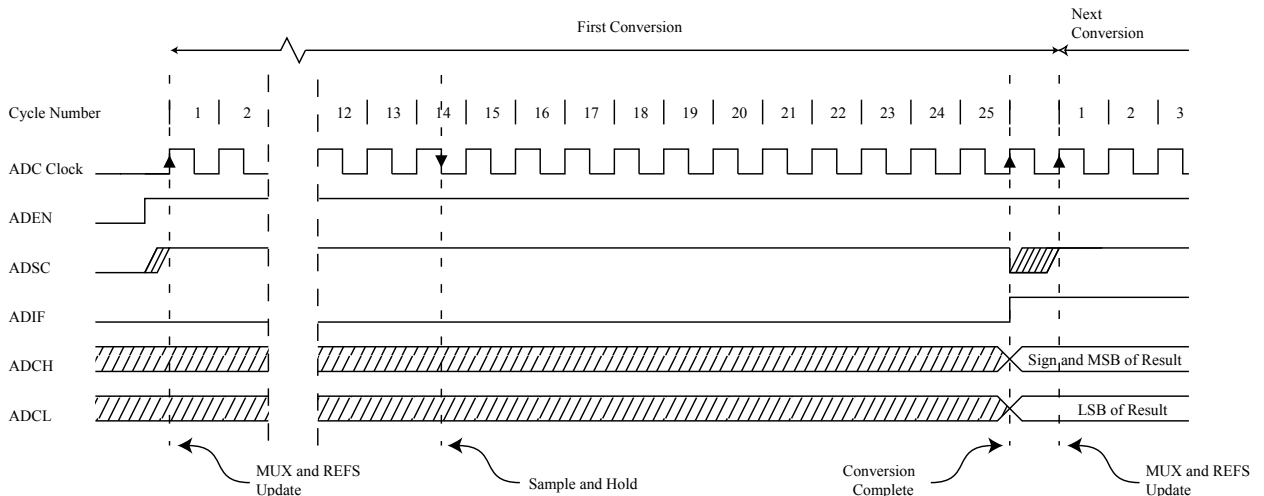 First Conversion
Next
Conversion
Cycle Number 1 2 12 13 14 15 16 17 18 19 20 21 22 23 24 25 1 2 3
ADC Clock
ADEN
ADSC
ADIF
ADCH Sign and MSB of Result
ADCL LSB of Result
MUX and REFS
Update
Sample and Hold
Conversion
Complete
MUX and REFS
Update